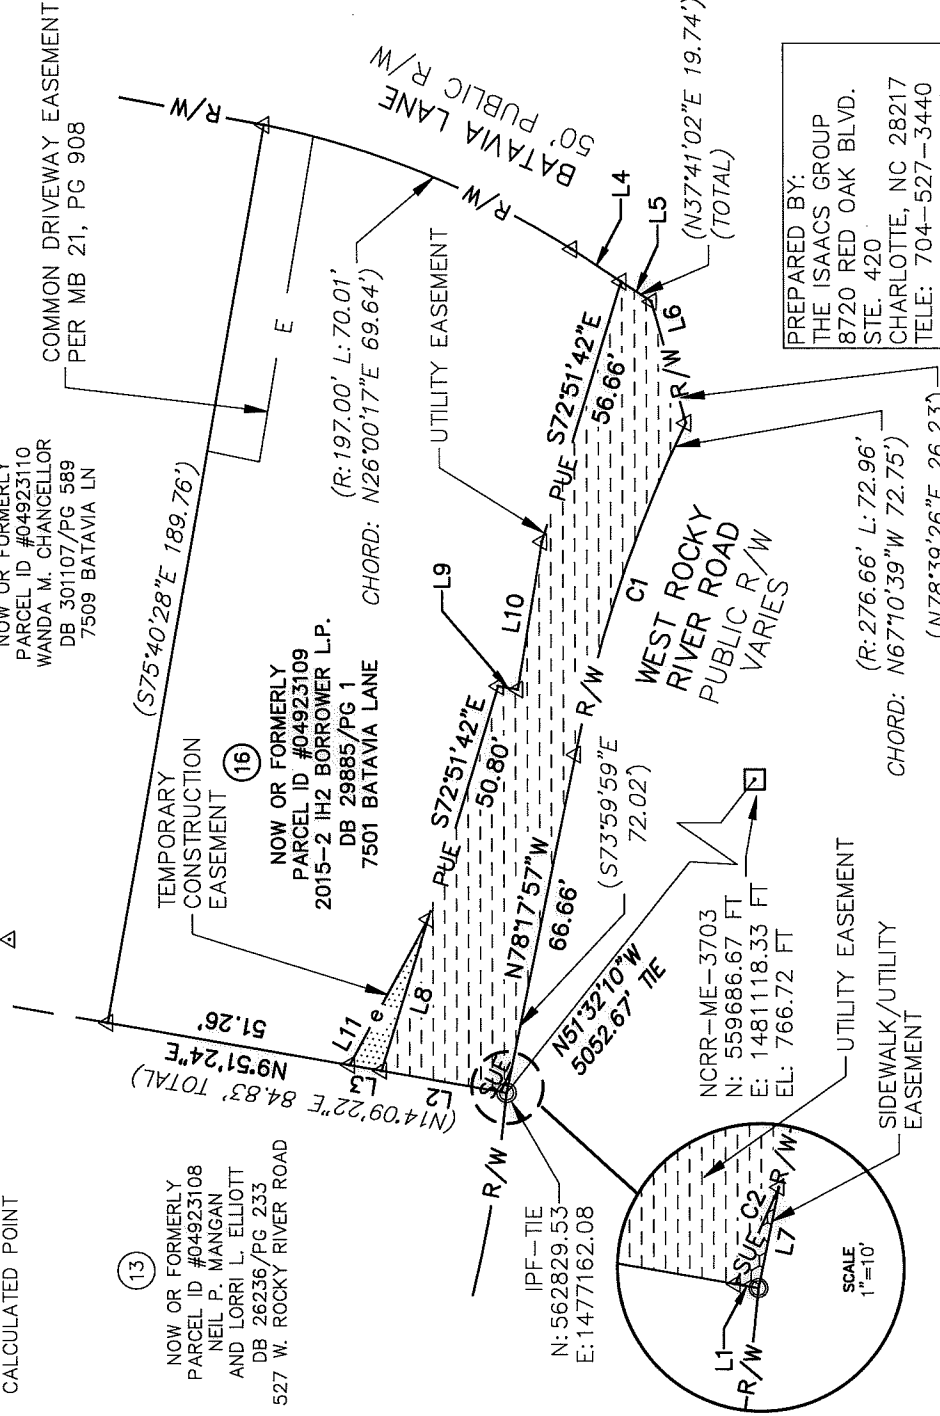 CALCULATED POINT
NOW OR FORMERLY
PARCEL ID #04923110
WANDA M. CHANCELLOR
DB 301107/PG 589
7509 BATAVIA LN
COMMON DRIVEWAY EASEMENT
PER MB 21, PG 908
R/W
(S75°40'28"E 189.76')
E
BATAVIA LANE
50' PUBLIC R/W
R/W
(R:197.00' L:70.01'
CHORD: N26°00'17"E 69.64')
TEMPORARY
CONSTRUCTION
EASEMENT
16
NOW OR FORMERLY
PARCEL ID #04923109
2015-2 IH2 BORROWER L.P.
DB 29885/PG 1
7501 BATAVIA LANE
UTILITY EASEMENT
L4
L5
(N37°41'02"E 19.74')
(TOTAL)
L6
R/W
L9
L10
PUE
S72°51'42"E
56.66'
PUE
S72°51'42"E
50.80'
N9°51'24"E
51.26'
(N14°09'22"E 84.83' TOTAL)
L11
e
L8
L3
L2
SUE
N78°17'57"W
66.66'
(S73°59'59"E
72.02')
R/W
C1
WEST ROCKY
RIVER ROAD
PUBLIC R/W
VARIES
(R:276.66' L:72.96'
CHORD: N67°10'39"W 72.75')
(N78°39'26"E 26.23')
13
NOW OR FORMERLY
PARCEL ID #04923108
NEIL P. MANGAN
AND LORRI L. ELLIOTT
DB 26236/PG 233
527 W. ROCKY RIVER ROAD
R/W
IPF-TIE
N:562829.53
E:1477162.08
N51°32'10"W
5052.67' TIE
NCRR-ME-3703
N: 559686.67 FT
E: 1481118.33 FT
EL: 766.72 FT
UTILITY EASEMENT
SIDEWALK/UTILITY
EASEMENT
L1
R/W
SUE
C2
L7
R/W
SCALE
1"=10'
PREPARED BY:
THE ISAACS GROUP
8720 RED OAK BLVD.
STE. 420
CHARLOTTE, NC 28217
TELE: 704-527-3440